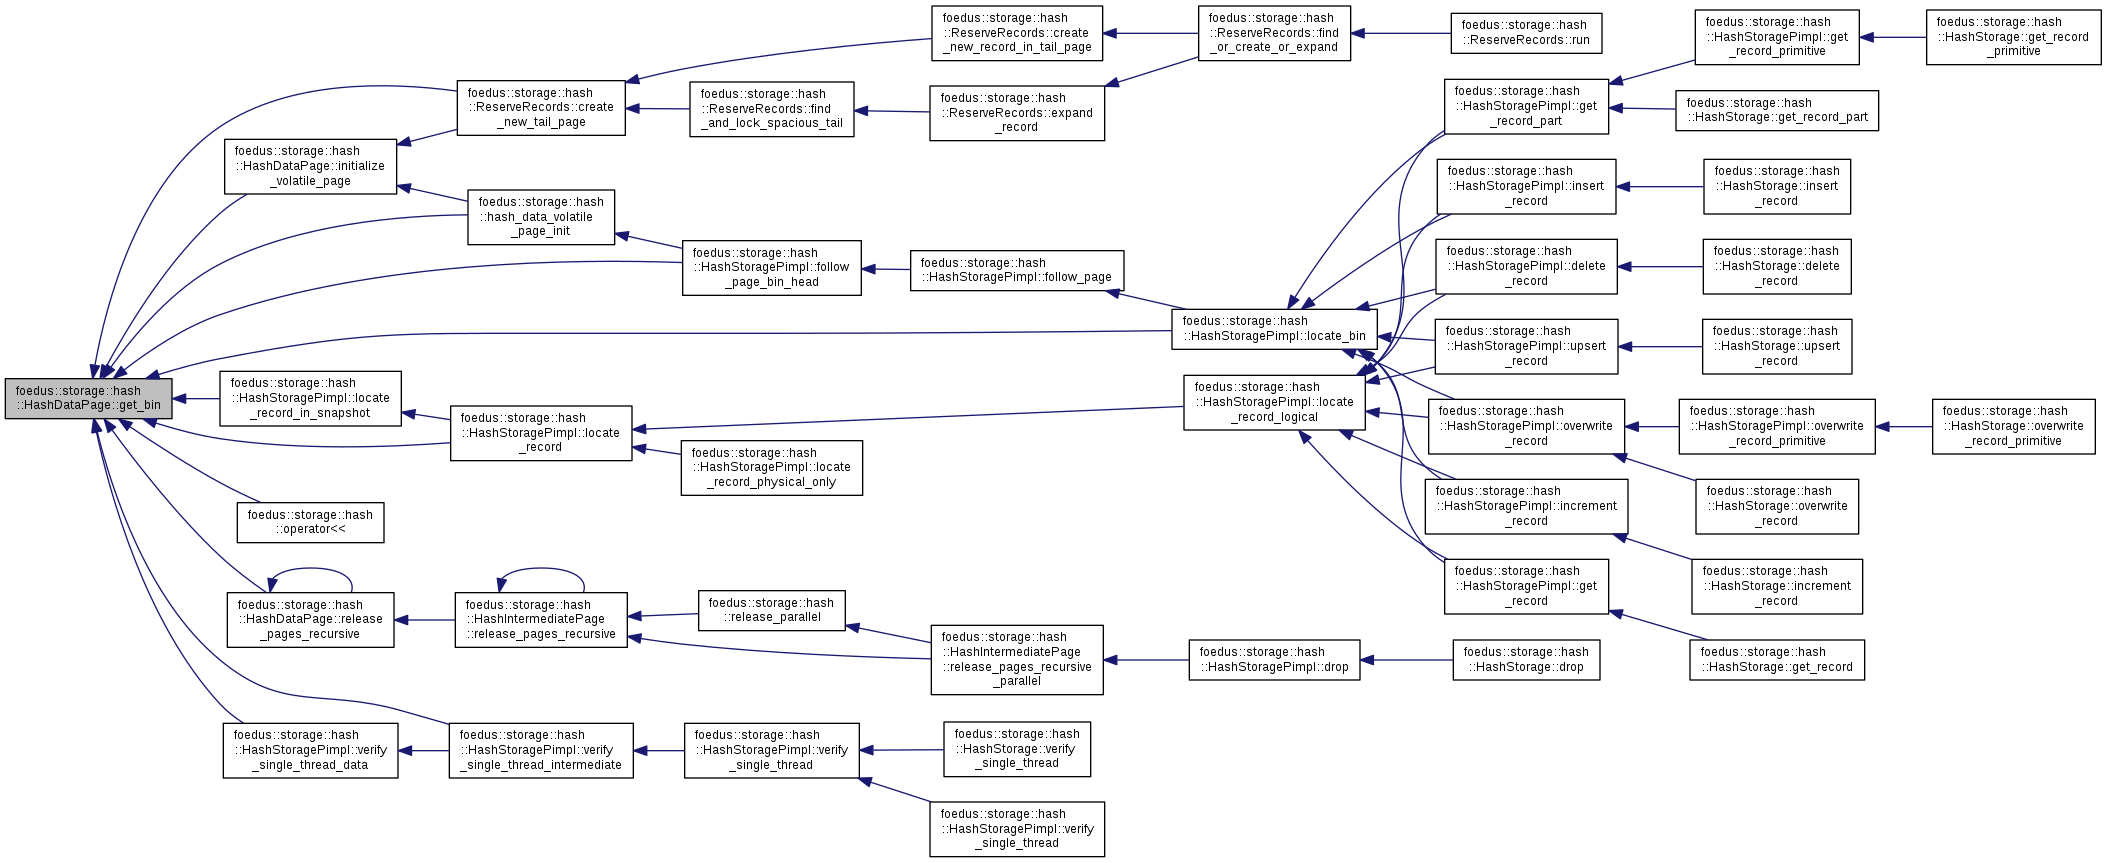 foedus::storage::hash
::HashDataPage::get_bin
foedus::storage::hash
::HashDataPage::initialize
_volatile_page
foedus::storage::hash
::HashStoragePimpl::locate
_record_in_snapshot
foedus::storage::hash
::operator<<
foedus::storage::hash
::HashDataPage::release
_pages_recursive
foedus::storage::hash
::HashStoragePimpl::verify
_single_thread_data
foedus::storage::hash
::ReserveRecords::create
_new_tail_page
foedus::storage::hash
::hash_data_volatile
_page_init
foedus::storage::hash
::HashStoragePimpl::locate
_record
foedus::storage::hash
::HashIntermediatePage
::release_pages_recursive
foedus::storage::hash
::HashStoragePimpl::verify
_single_thread_intermediate
foedus::storage::hash
::ReserveRecords::find
_and_lock_spacious_tail
foedus::storage::hash
::HashStoragePimpl::follow
_page_bin_head
foedus::storage::hash
::HashStoragePimpl::locate
_record_physical_only
foedus::storage::hash
::release_parallel
foedus::storage::hash
::HashStoragePimpl::verify
_single_thread
foedus::storage::hash
::ReserveRecords::create
_new_record_in_tail_page
foedus::storage::hash
::ReserveRecords::expand
_record
foedus::storage::hash
::HashStoragePimpl::follow_page
foedus::storage::hash
::HashIntermediatePage
::release_pages_recursive
_parallel
foedus::storage::hash
::HashStorage::verify
_single_thread
foedus::storage::hash
::HashStoragePimpl::verify
_single_thread
foedus::storage::hash
::ReserveRecords::find
_or_create_or_expand
foedus::storage::hash
::HashStoragePimpl::locate_bin
foedus::storage::hash
::HashStoragePimpl::locate
_record_logical
foedus::storage::hash
::HashStoragePimpl::drop
foedus::storage::hash
::ReserveRecords::run
foedus::storage::hash
::HashStoragePimpl::get
_record_part
foedus::storage::hash
::HashStoragePimpl::insert
_record
foedus::storage::hash
::HashStoragePimpl::delete
_record
foedus::storage::hash
::HashStoragePimpl::upsert
_record
foedus::storage::hash
::HashStoragePimpl::overwrite
_record
foedus::storage::hash
::HashStoragePimpl::increment
_record
foedus::storage::hash
::HashStoragePimpl::get
_record
foedus::storage::hash
::HashStorage::drop
foedus::storage::hash
::HashStoragePimpl::get
_record_primitive
foedus::storage::hash
::HashStorage::get_record_part
foedus::storage::hash
::HashStorage::insert
_record
foedus::storage::hash
::HashStorage::delete
_record
foedus::storage::hash
::HashStorage::upsert
_record
foedus::storage::hash
::HashStoragePimpl::overwrite
_record_primitive
foedus::storage::hash
::HashStorage::overwrite
_record
foedus::storage::hash
::HashStorage::increment
_record
foedus::storage::hash
::HashStorage::get_record
foedus::storage::hash
::HashStorage::get_record
_primitive
foedus::storage::hash
::HashStorage::overwrite
_record_primitive